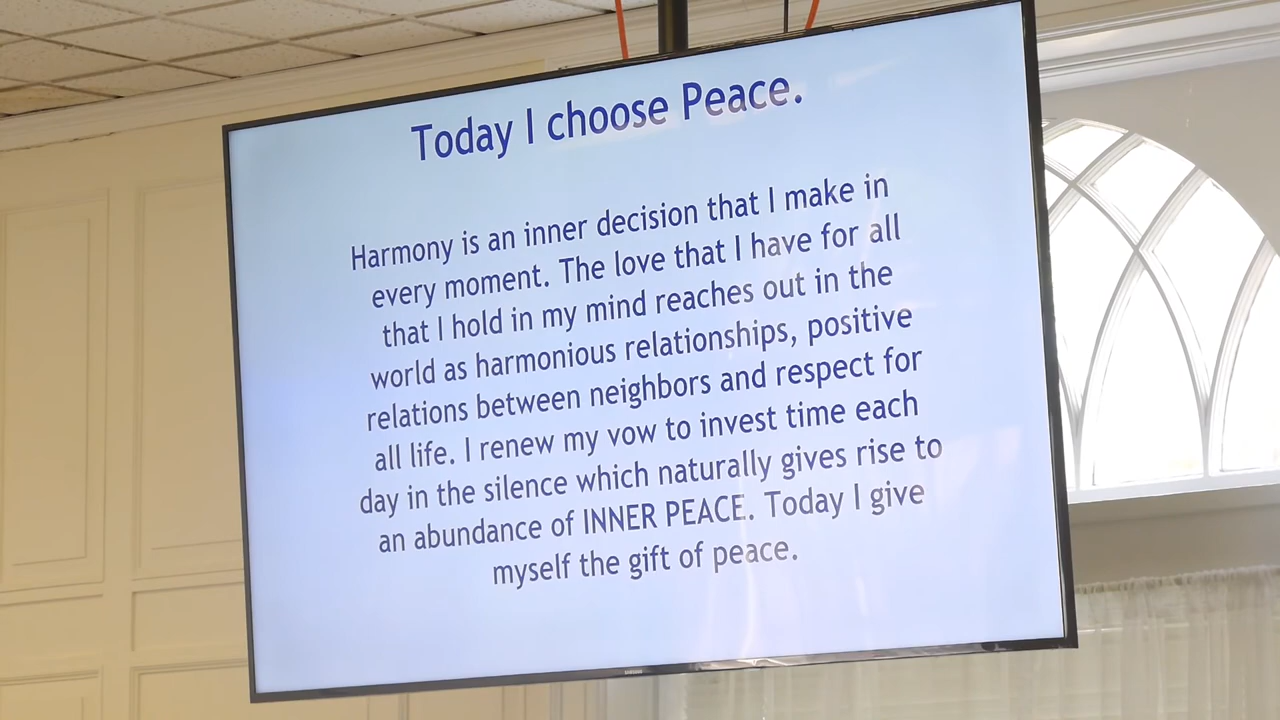 Today I choose Peace.
Harmony is an inner decision that I make in
every moment. The love that I have for all
that I hold in my mind reaches out in the
world as harmonious relationships, positive
relations between neighbors and respect for
all life. I renew my vow to invest time each
day in the silence which naturally gives rise to
an abundance of INNER PEACE. Today I give
myself the gift of peace.
SAMSUNG